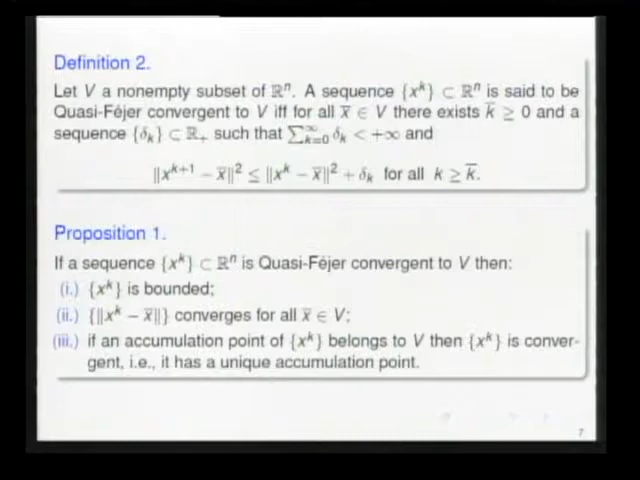 Definition 2.
Let V a nonempty subset of ℝⁿ. A sequence {xᵏ} ⊂ ℝⁿ is said to be
Quasi-Féjer convergent to V iff for all x̅ ∈ V there exists k̅ ≥ 0 and a
sequence {δₖ} ⊂ ℝ₊ such that ∑_{k=0}^{∞} δₖ < +∞ and
‖xᵏ⁺¹ − x̅‖² ≤ ‖xᵏ − x̅‖² + δₖ for all k ≥ k̅.
Proposition 1.
If a sequence {xᵏ} ⊂ ℝⁿ is Quasi-Féjer convergent to V then:
(i.) {xᵏ} is bounded;
(ii.) {‖xᵏ − x̅‖} converges for all x̅ ∈ V;
(iii.) if an accumulation point of {xᵏ} belongs to V then {xᵏ} is conver-
gent, i.e., it has a unique accumulation point.
7